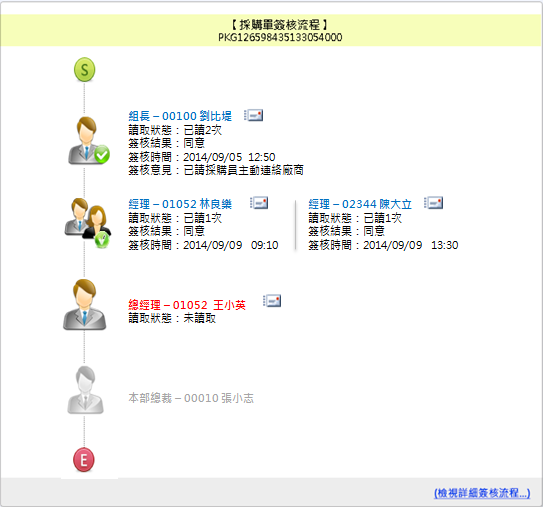 【 採購單簽核流程 】
PKG126598435133054000
S
組長 – 00100 劉比堤
讀取狀態：已讀2次
簽核結果：同意
簽核時間：2014/09/05 12:50
簽核意見：已請採購員主動連絡廠商
經理 – 01052 林良樂
讀取狀態：已讀1次
簽核結果：同意
簽核時間：2014/09/09 09:10
經理 – 02344 陳大立
讀取狀態：已讀1次
簽核結果：同意
簽核時間：2014/09/09 13:30
總經理 – 01052 王小英
讀取狀態：未讀取
本部總裁 – 00010 張小志
E
(檢視詳細簽核流程...)